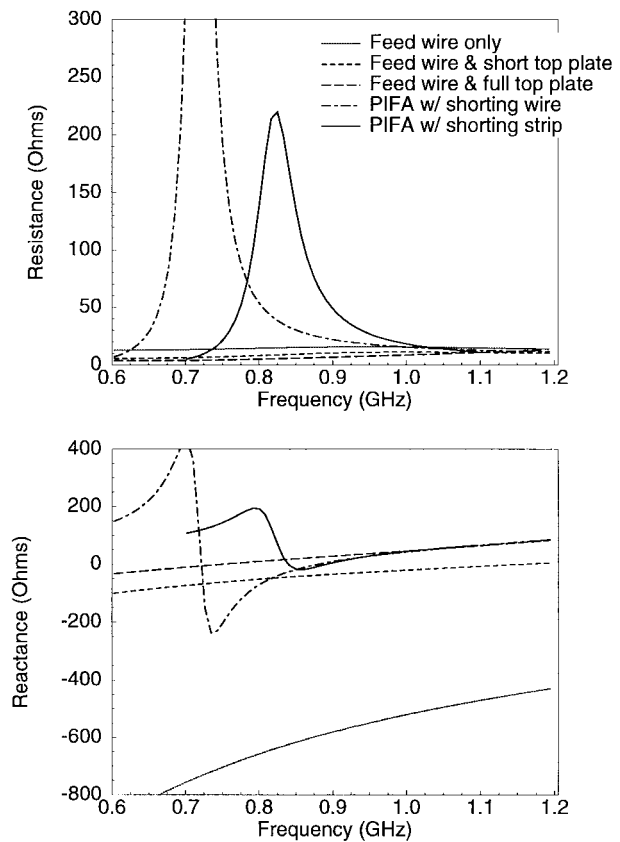 300
250
200
150
100
50
0
Resistance (Ohms)
Feed wire only
Feed wire & short top plate
Feed wire & full top plate
PIFA w/ shorting wire
PIFA w/ shorting strip
0.6 0.7 0.8 0.9 1.0 1.1 1.2
Frequency (GHz)
400
200
0
-200
-400
-600
-800
Reactance (Ohms)
0.6 0.7 0.8 0.9 1.0 1.1 1.2
Frequency (GHz)